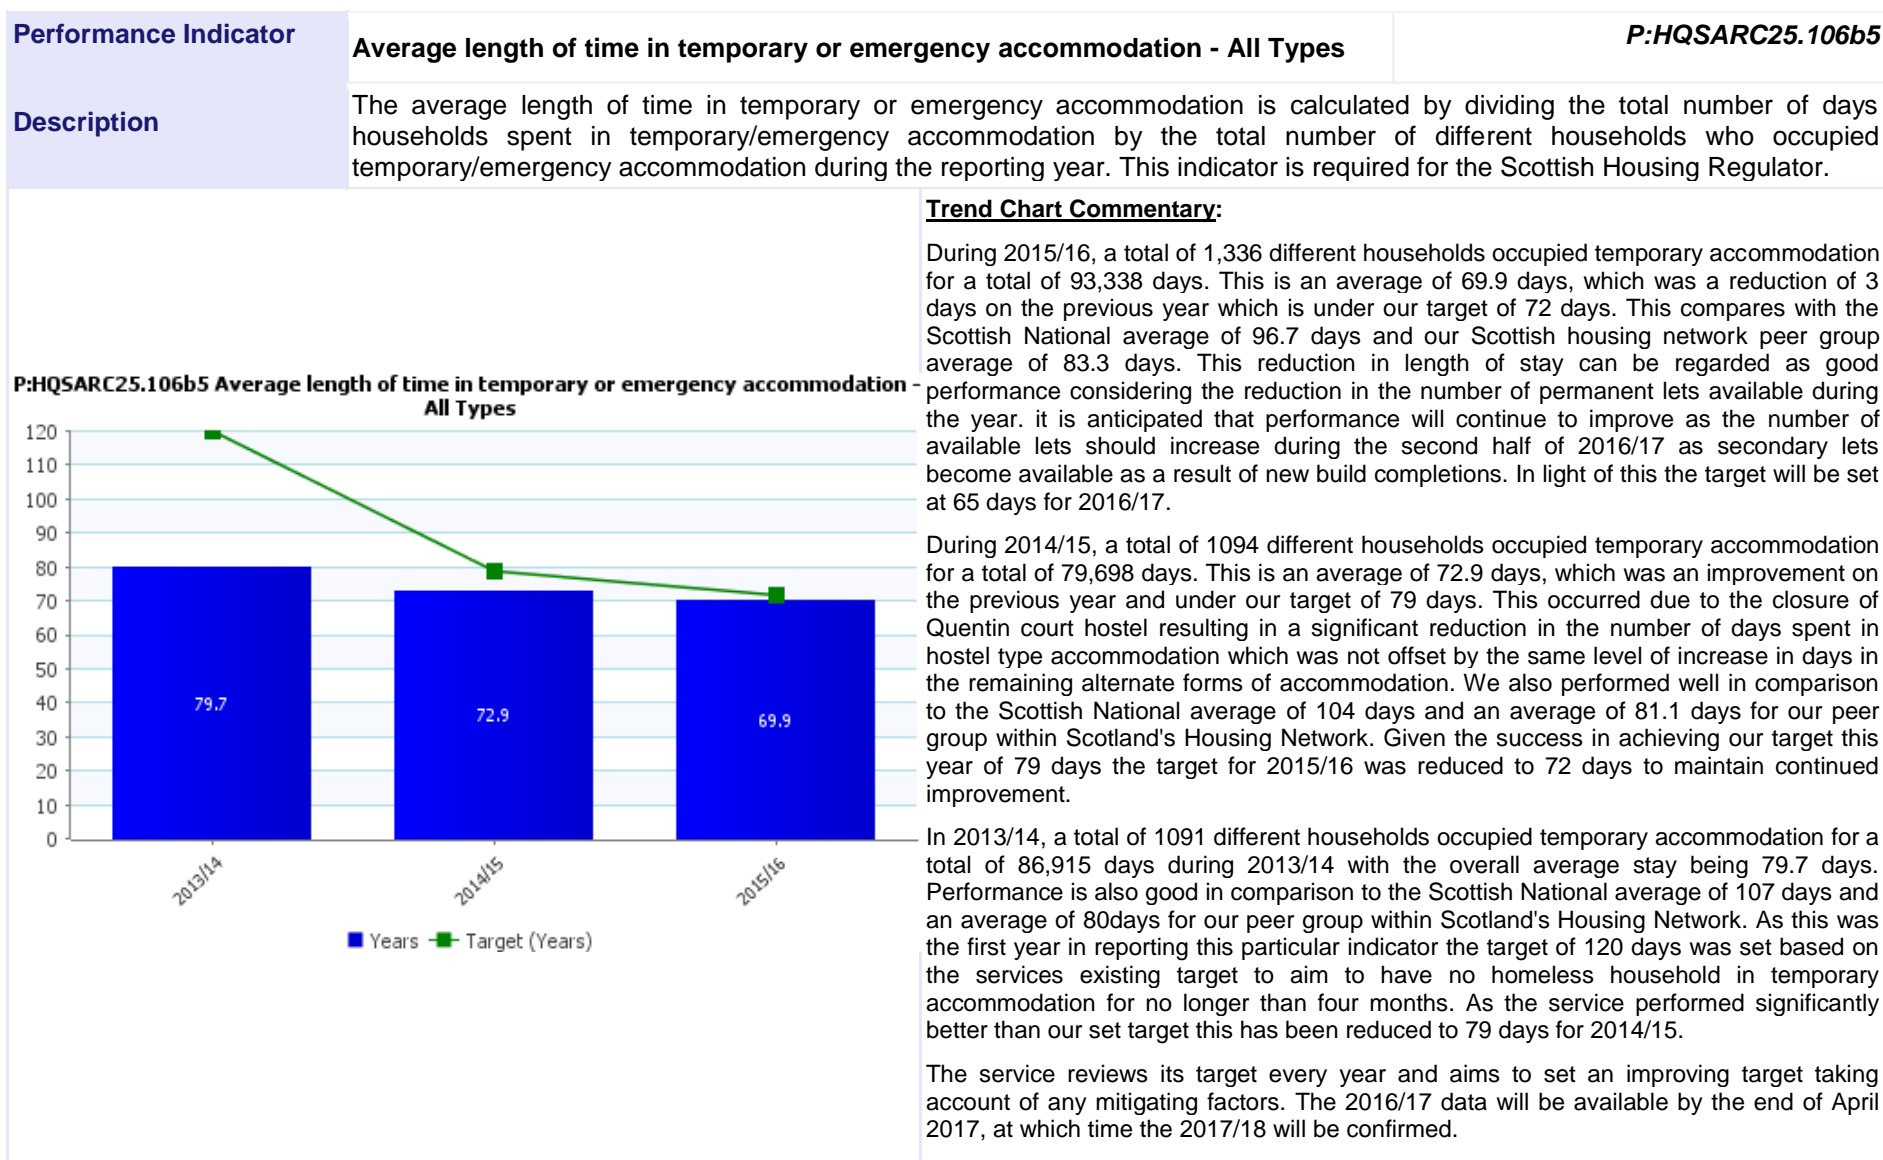 Performance Indicator
Average length of time in temporary or emergency accommodation - All Types
P:HQSARC25.106b5
Description
The average length of time in temporary or emergency accommodation is calculated by dividing the total number of days
households spent in temporary/emergency accommodation by the total number of different households who occupied
temporary/emergency accommodation during the reporting year. This indicator is required for the Scottish Housing Regulator.
P:HQSARC25.106b5 Average length of time in temporary or emergency accommodation -
All Types
120
110
100
90
80
70
60
50
40
30
20
10
0
79.7
72.9
69.9
2013/14
2014/15
2015/16
Years
Target (Years)
Trend Chart Commentary:
During 2015/16, a total of 1,336 different households occupied temporary accommodation
for a total of 93,338 days. This is an average of 69.9 days, which was a reduction of 3
days on the previous year which is under our target of 72 days. This compares with the
Scottish National average of 96.7 days and our Scottish housing network peer group
average of 83.3 days. This reduction in length of stay can be regarded as good
performance considering the reduction in the number of permanent lets available during
the year. it is anticipated that performance will continue to improve as the number of
available lets should increase during the second half of 2016/17 as secondary lets
become available as a result of new build completions. In light of this the target will be set
at 65 days for 2016/17.
During 2014/15, a total of 1094 different households occupied temporary accommodation
for a total of 79,698 days. This is an average of 72.9 days, which was an improvement on
the previous year and under our target of 79 days. This occurred due to the closure of
Quentin court hostel resulting in a significant reduction in the number of days spent in
hostel type accommodation which was not offset by the same level of increase in days in
the remaining alternate forms of accommodation. We also performed well in comparison
to the Scottish National average of 104 days and an average of 81.1 days for our peer
group within Scotland's Housing Network. Given the success in achieving our target this
year of 79 days the target for 2015/16 was reduced to 72 days to maintain continued
improvement.
In 2013/14, a total of 1091 different households occupied temporary accommodation for a
total of 86,915 days during 2013/14 with the overall average stay being 79.7 days.
Performance is also good in comparison to the Scottish National average of 107 days and
an average of 80days for our peer group within Scotland's Housing Network. As this was
the first year in reporting this particular indicator the target of 120 days was set based on
the services existing target to aim to have no homeless household in temporary
accommodation for no longer than four months. As the service performed significantly
better than our set target this has been reduced to 79 days for 2014/15.
The service reviews its target every year and aims to set an improving target taking
account of any mitigating factors. The 2016/17 data will be available by the end of April
2017, at which time the 2017/18 will be confirmed.